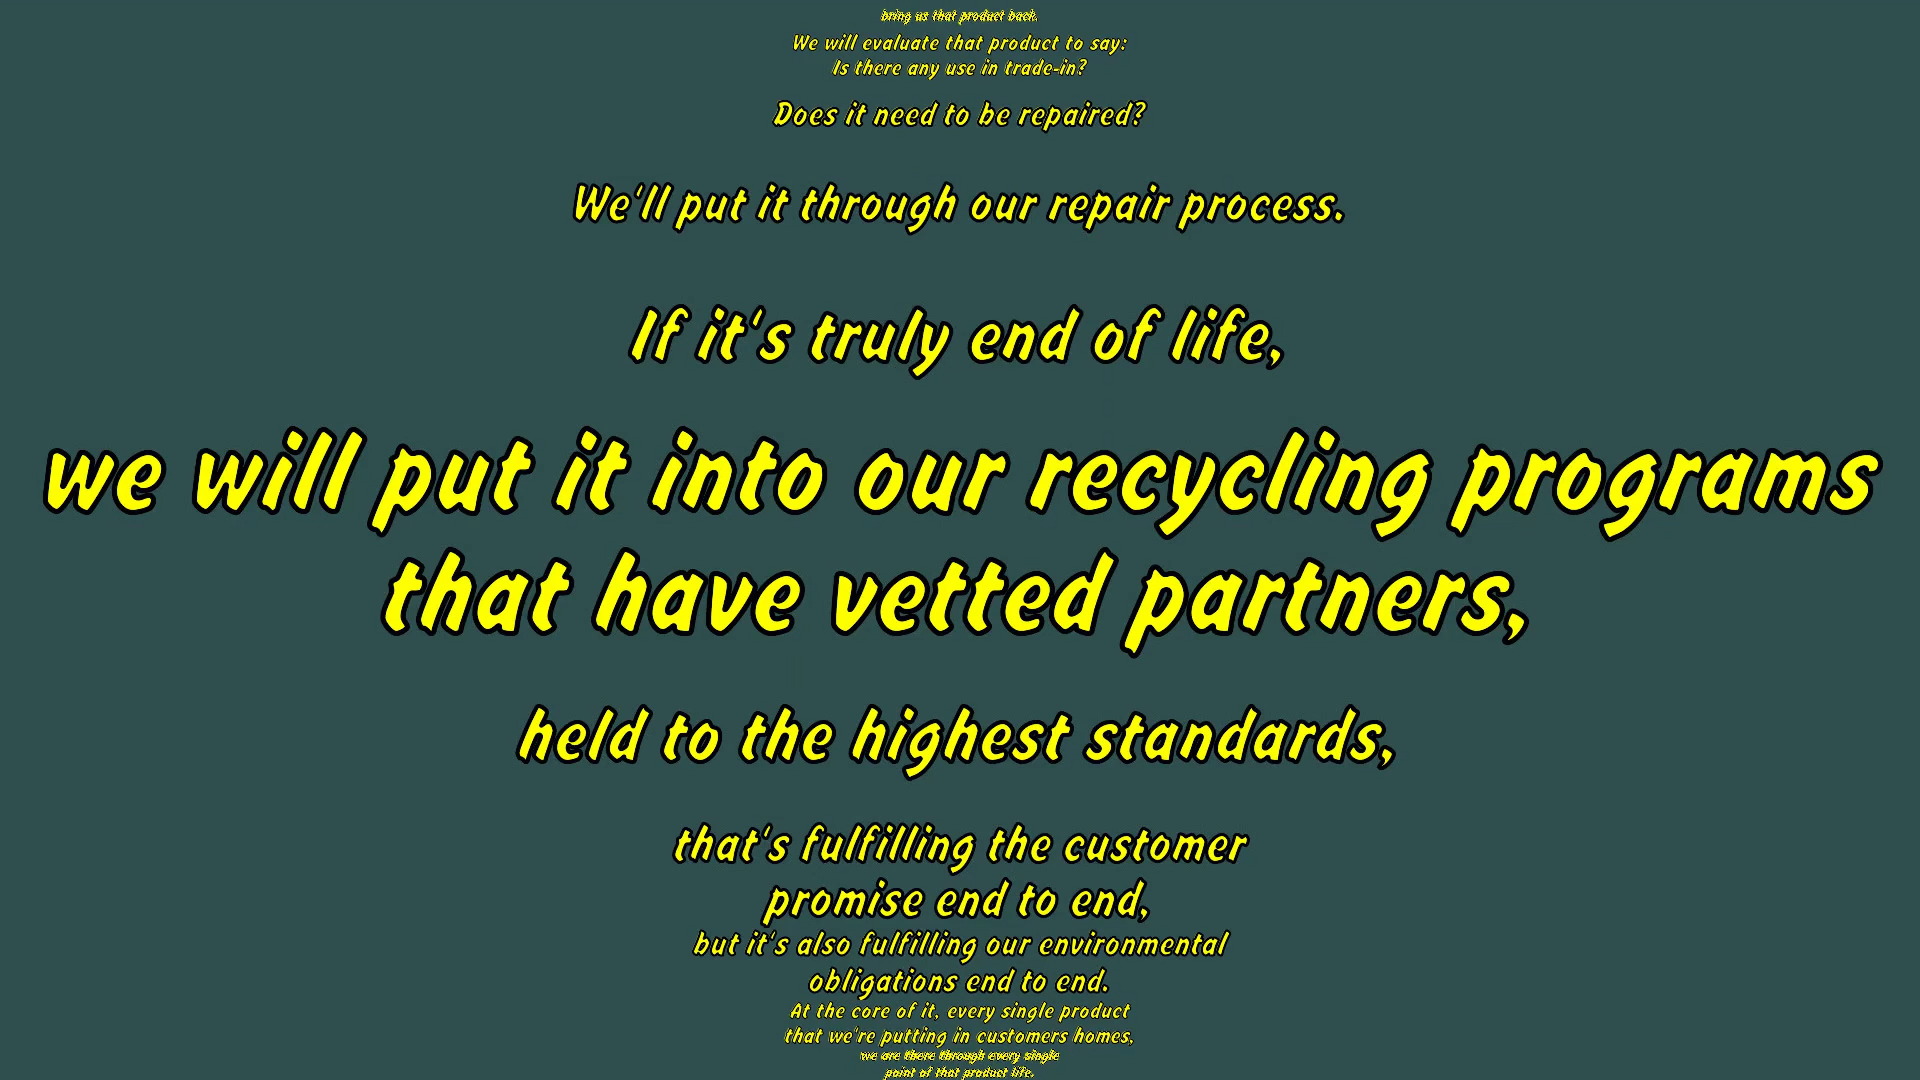 bring us that product back.
We will evaluate that product to say:
Is there any use in trade-in?
Does it need to be repaired?
We'll put it through our repair process.
If it's truly end of life,
we will put it into our recycling programs
that have vetted partners,
held to the highest standards,
that's fulfilling the customer
promise end to end,
but it's also fulfilling our environmental
obligations end to end.
At the core of it, every single product
that we're putting in customers homes,
we are there through every single
point of that product life.